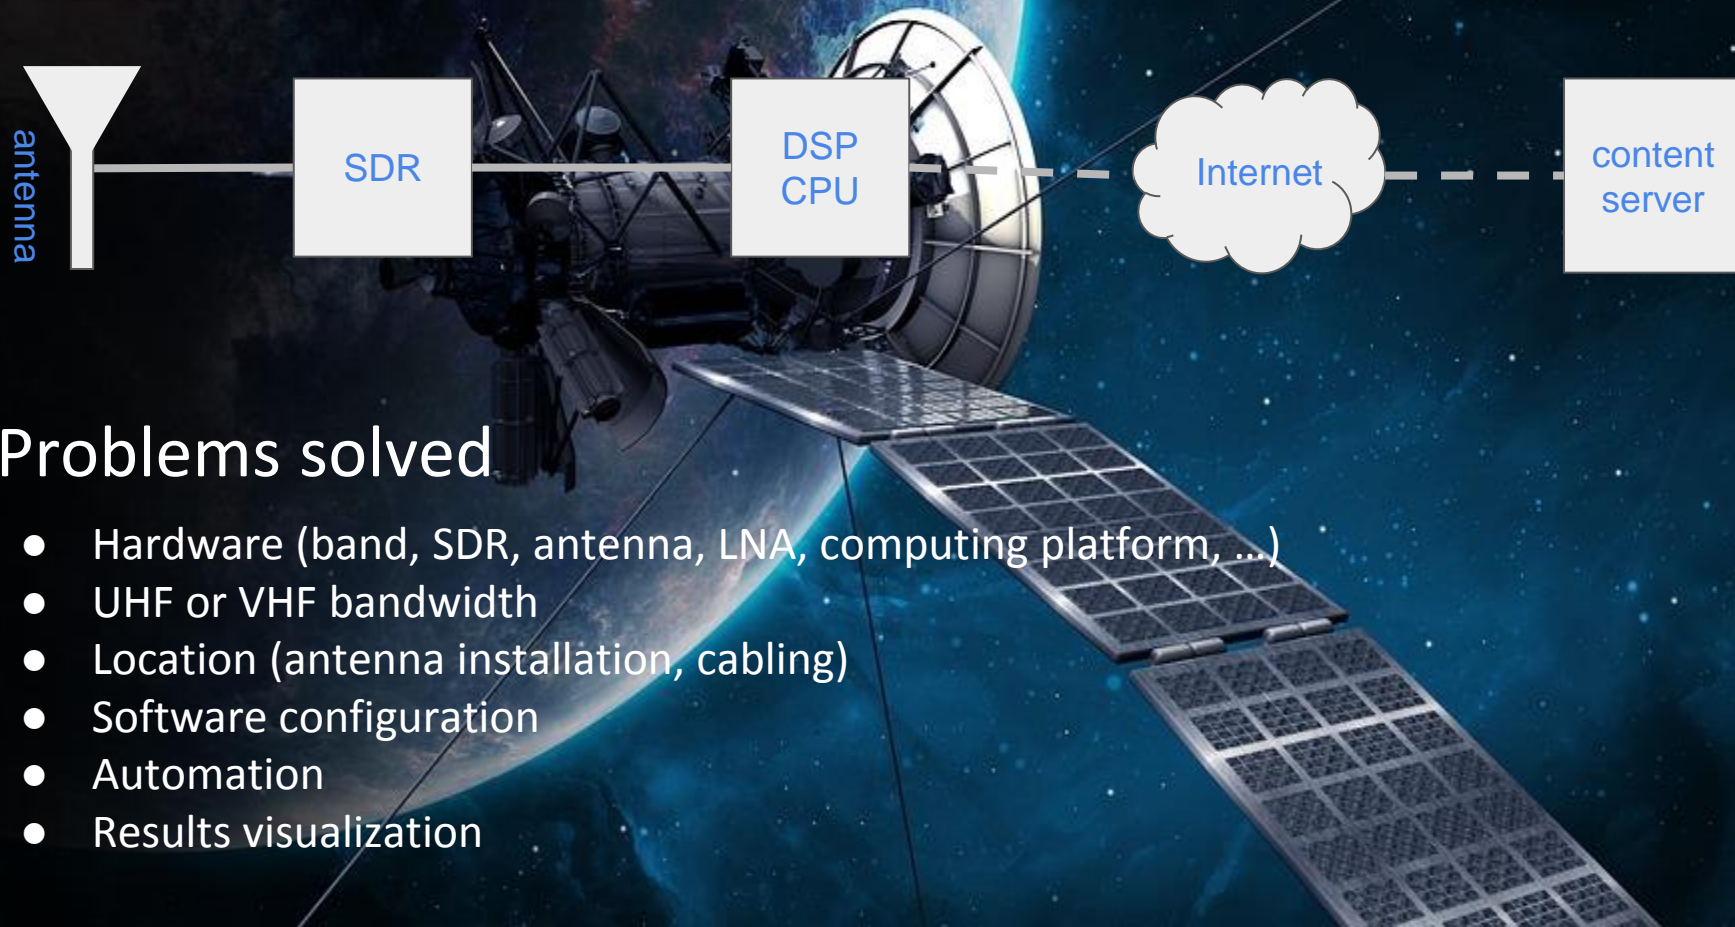 antenna
SDR
DSP
CPU
Internet
content
server
Problems solved
● Hardware (band, SDR, antenna, LNA, computing platform, …)
● UHF or VHF bandwidth
● Location (antenna installation, cabling)
● Software configuration
● Automation
● Results visualization